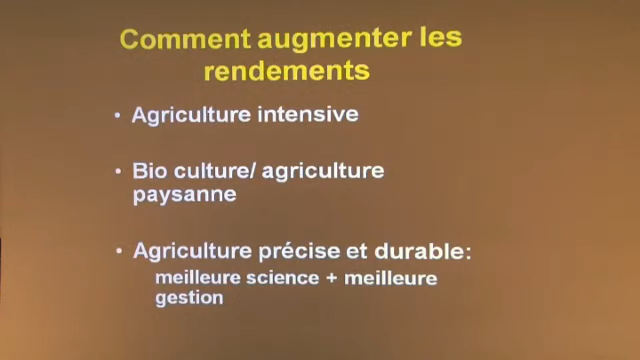 Comment augmenter les
rendements
• Agriculture intensive
• Bio culture/ agriculture
paysanne
• Agriculture précise et durable:
meilleure science + meilleure
gestion